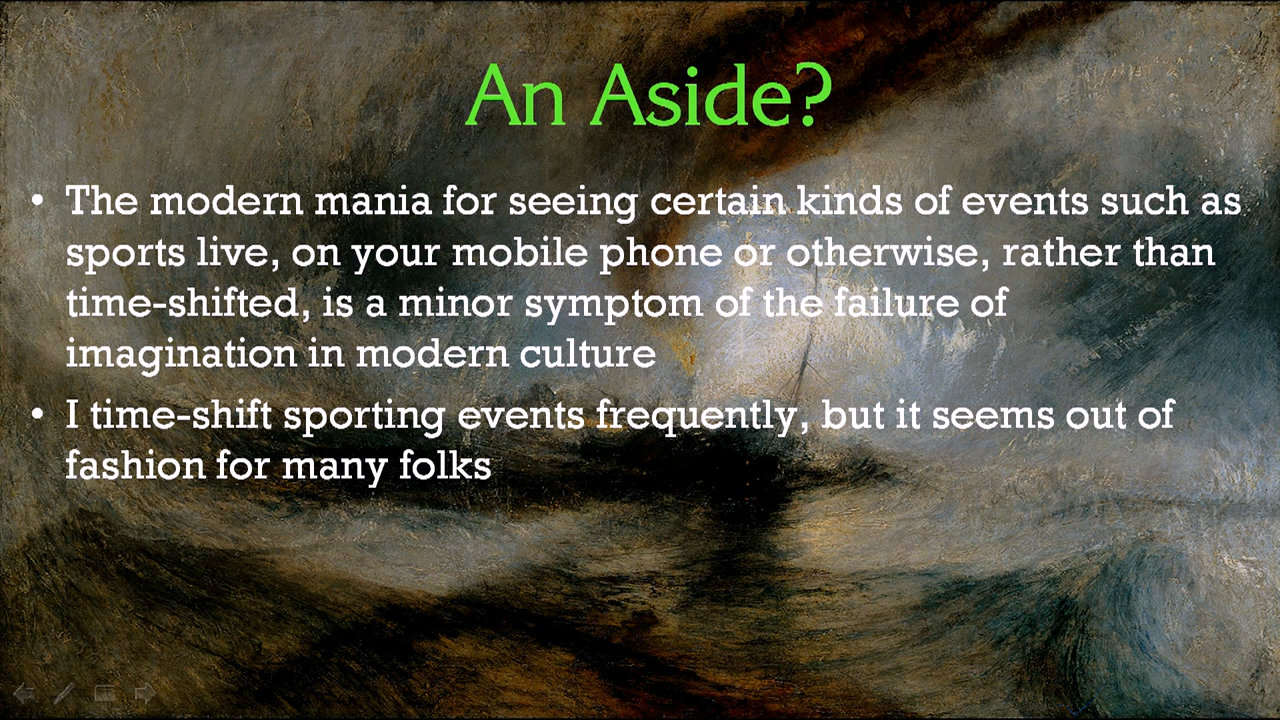 An Aside?
• The modern mania for seeing certain kinds of events such as
sports live, on your mobile phone or otherwise, rather than
time-shifted, is a minor symptom of the failure of
imagination in modern culture
• I time-shift sporting events frequently, but it seems out of
fashion for many folks